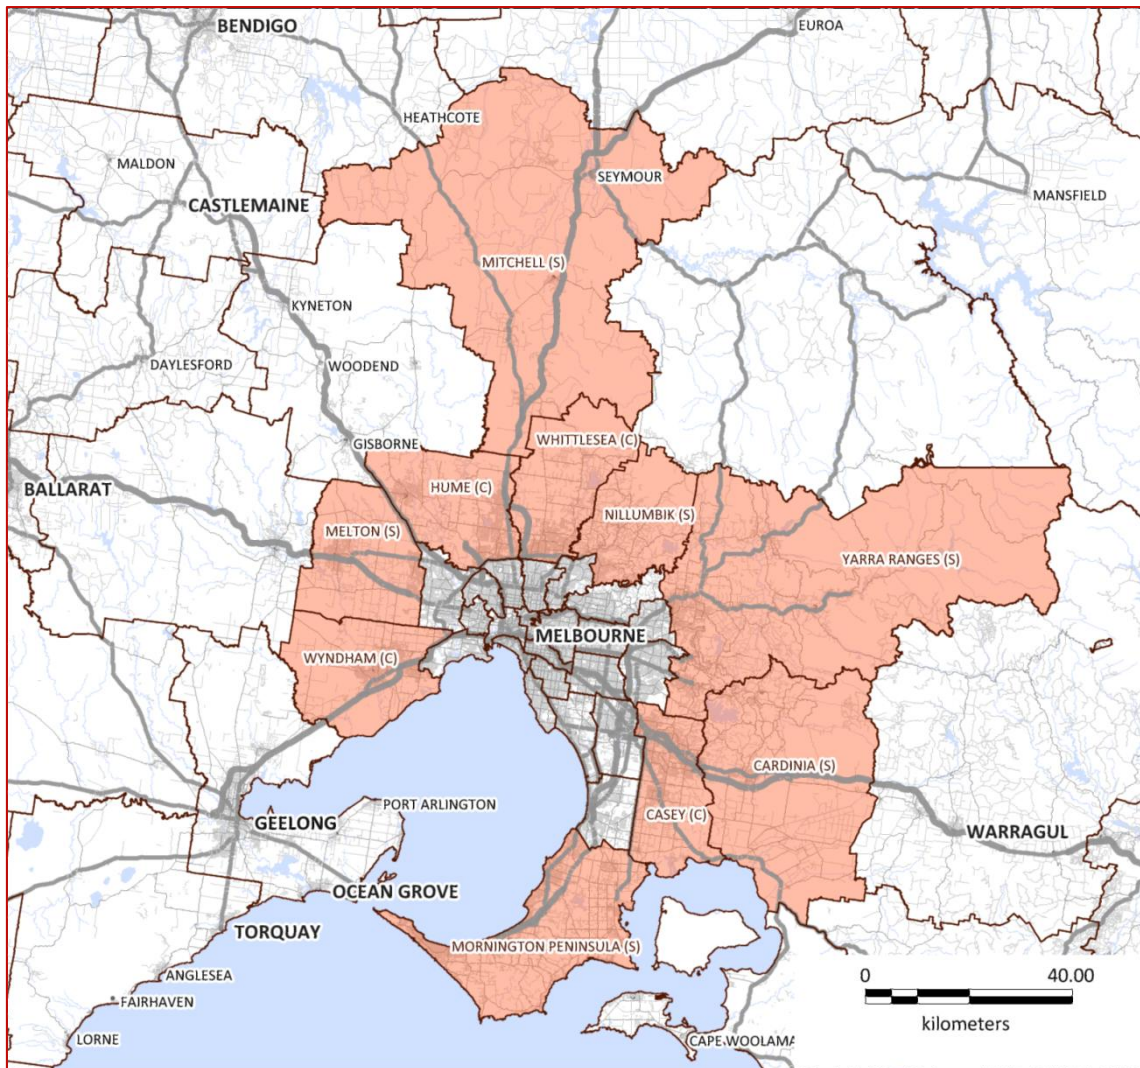 BENDIGO
EUROA
HEATHCOTE
MALDON
SEYMOUR
CASTLEMAINE
MANSFIELD
MITCHELL (S)
KYNETON
DAYLESFORD
WOODEND
GISBORNE
WHITTLESEA (C)
BALLARAT
HUME (C)
NILLUMBIK (S)
MELTON (S)
YARRA RANGES (S)
MELBOURNE
WYNDHAM (C)
CARDINIA (S)
PORT ARLINGTON
CASEY (C)
GEELONG
WARRAGUL
OCEAN GROVE
TORQUAY
MORNINGTON PENINSULA (S)
ANGLESEA
0 40.00
FAIRHAVEN
kilometers
LORNE
CAPE WOOLAMA